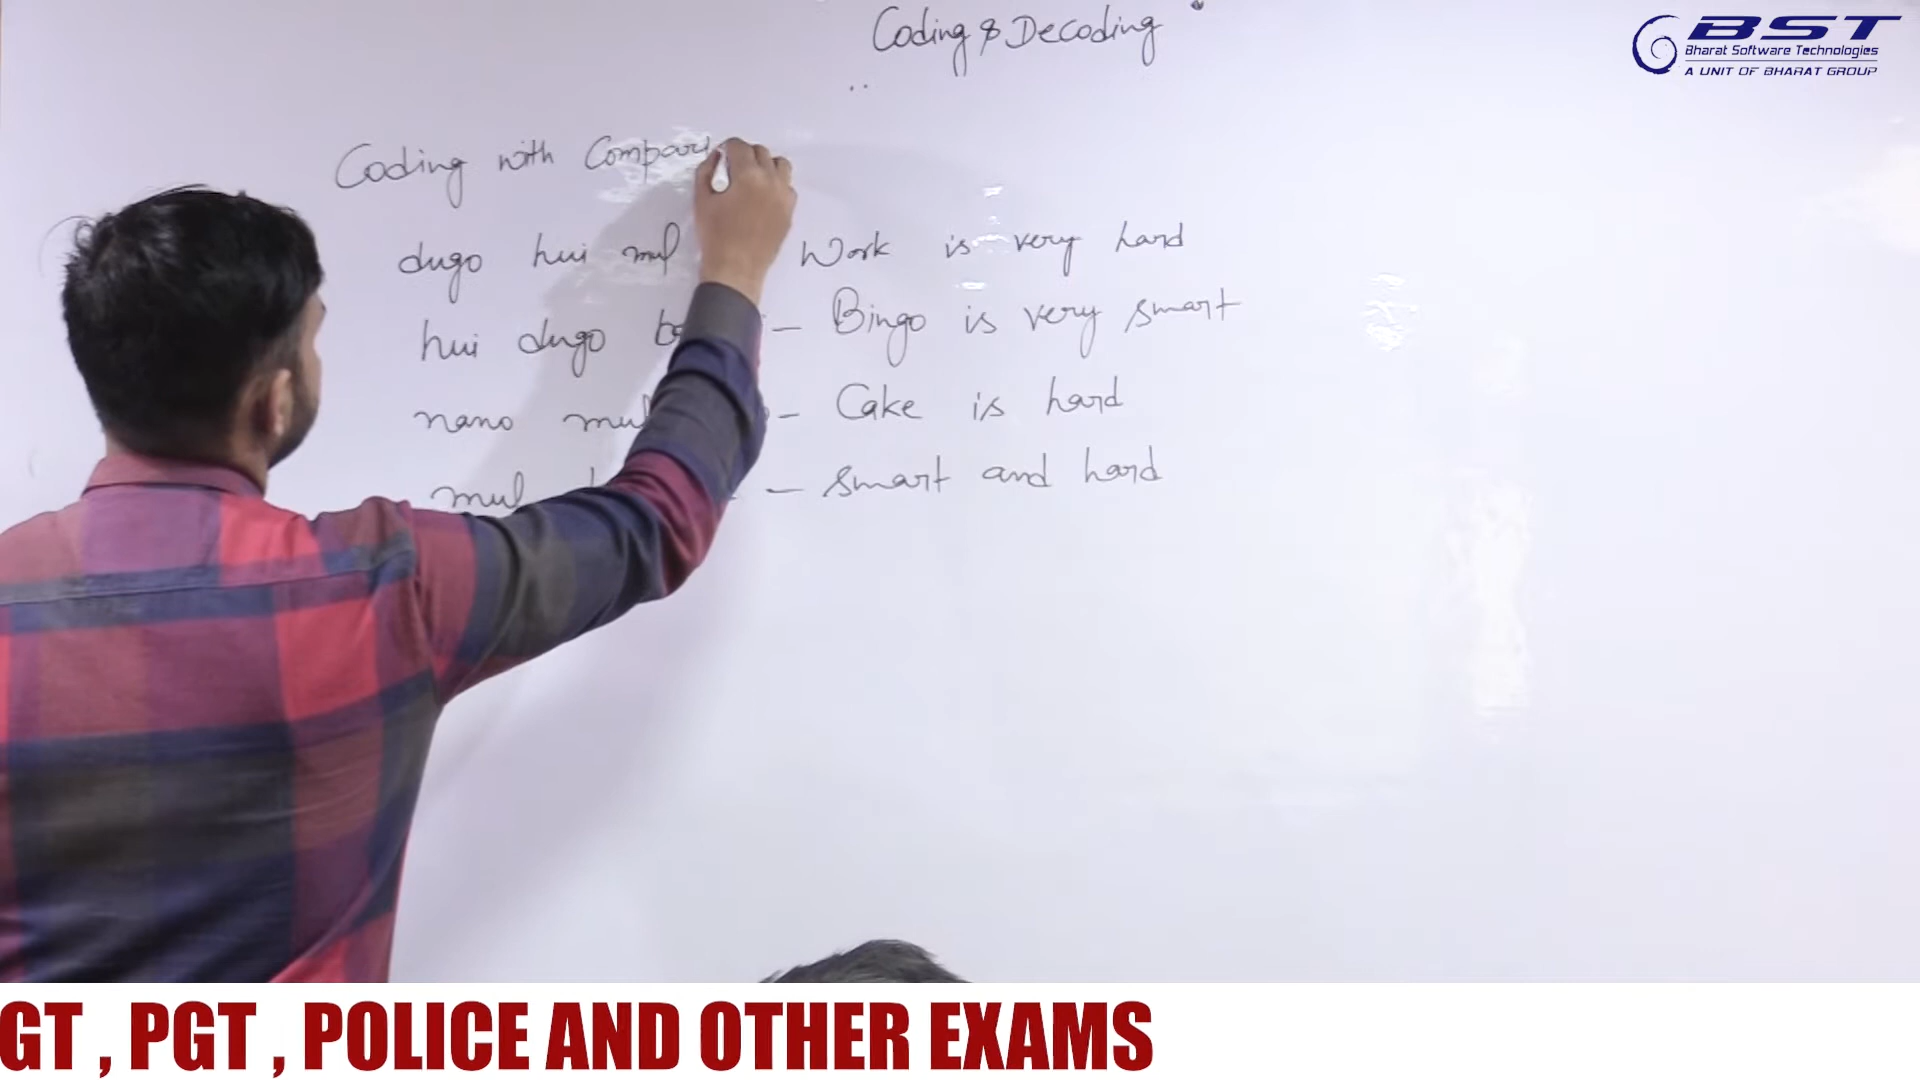 Coding & Decoding
BST
Bharat Software Technologies
A UNIT OF BHARAT GROUP
Coding with
dugo hui mul Work is very hard
hui dugo - Bingo is very smart
nano - Cake is hard
mul - smart and hard
GT , PGT , POLICE AND OTHER EXAMS